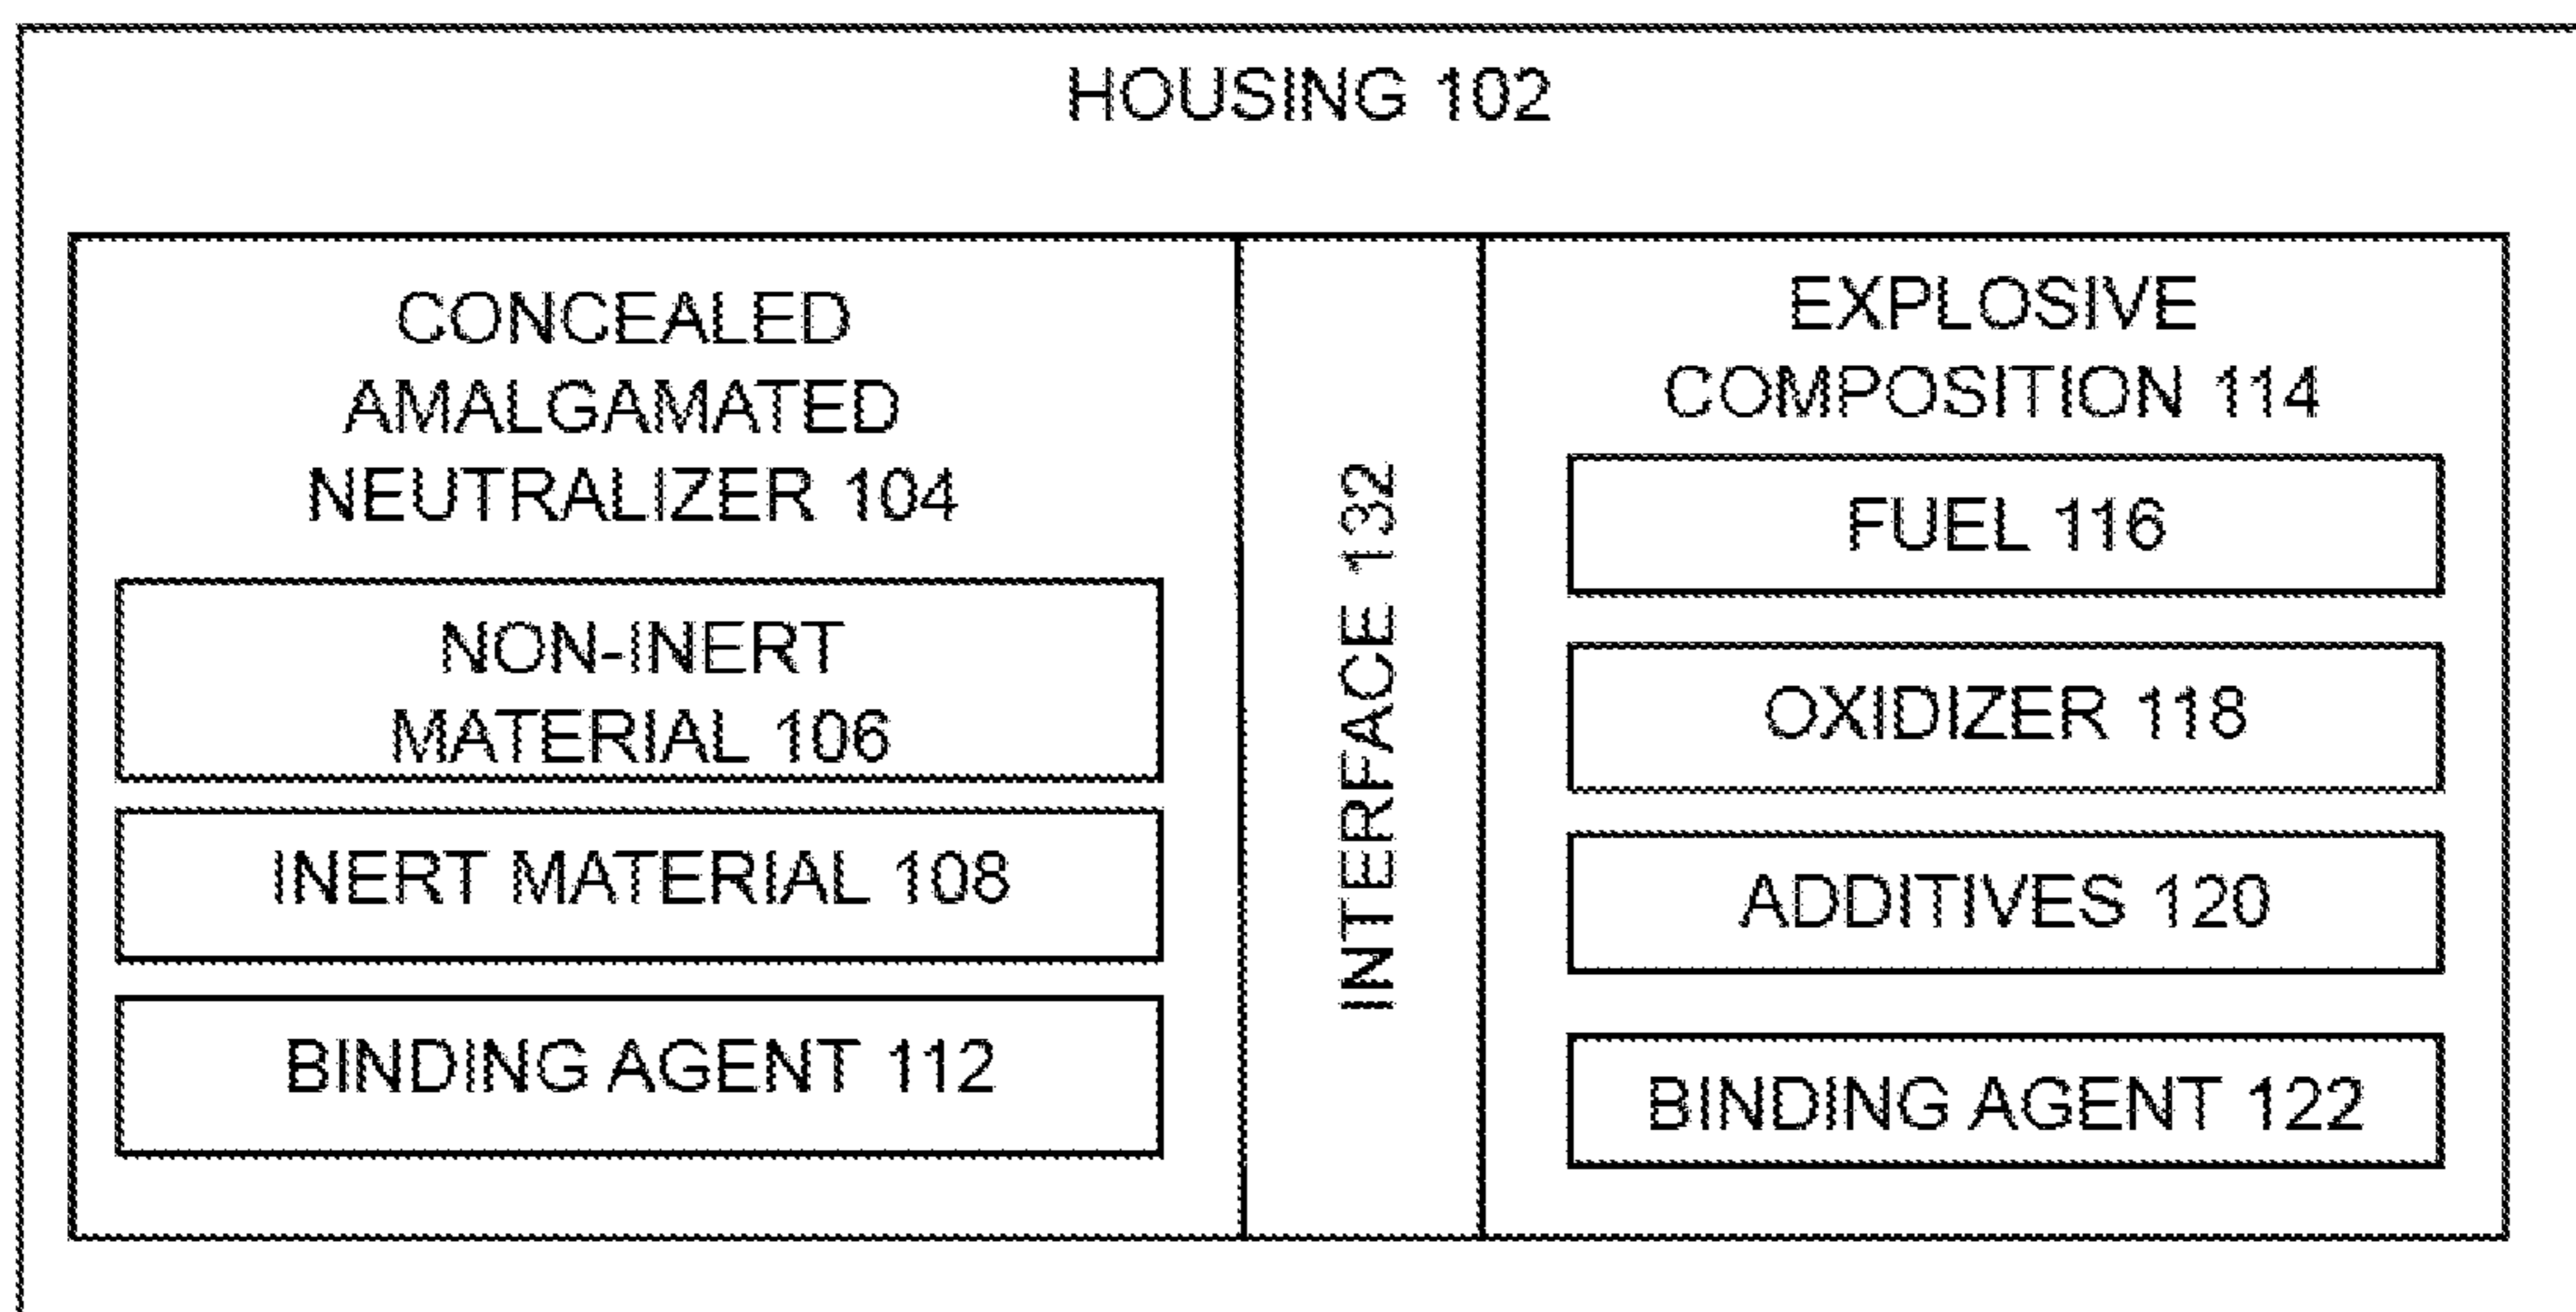 HOUSING 102
CONCEALED
AMALGAMATED
NEUTRALIZER 104
NON-INERT
MATERIAL 106
INERT MATERIAL 108
BINDING AGENT 112
INTERFACE 132
EXPLOSIVE
COMPOSITION 114
FUEL 116
OXIDIZER 118
ADDITIVES 120
BINDING AGENT 122